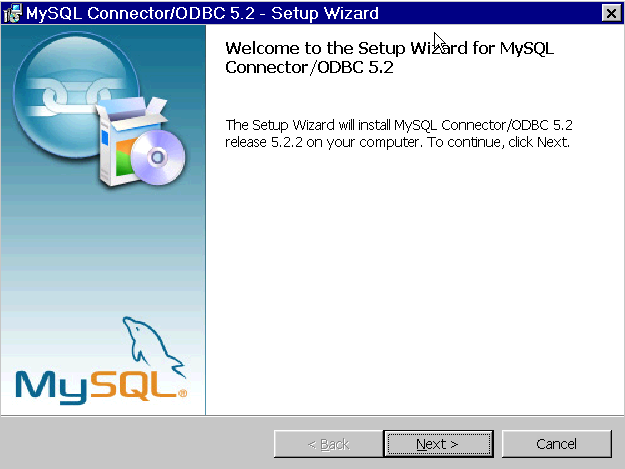 MySQL Connector/ODBC 5.2 - Setup Wizard
Welcome to the Setup Wizard for MySQL
Connector/ODBC 5.2
The Setup Wizard will install MySQL Connector/ODBC 5.2
release 5.2.2 on your computer. To continue, click Next.
MySQL®
< Back
Next >
Cancel